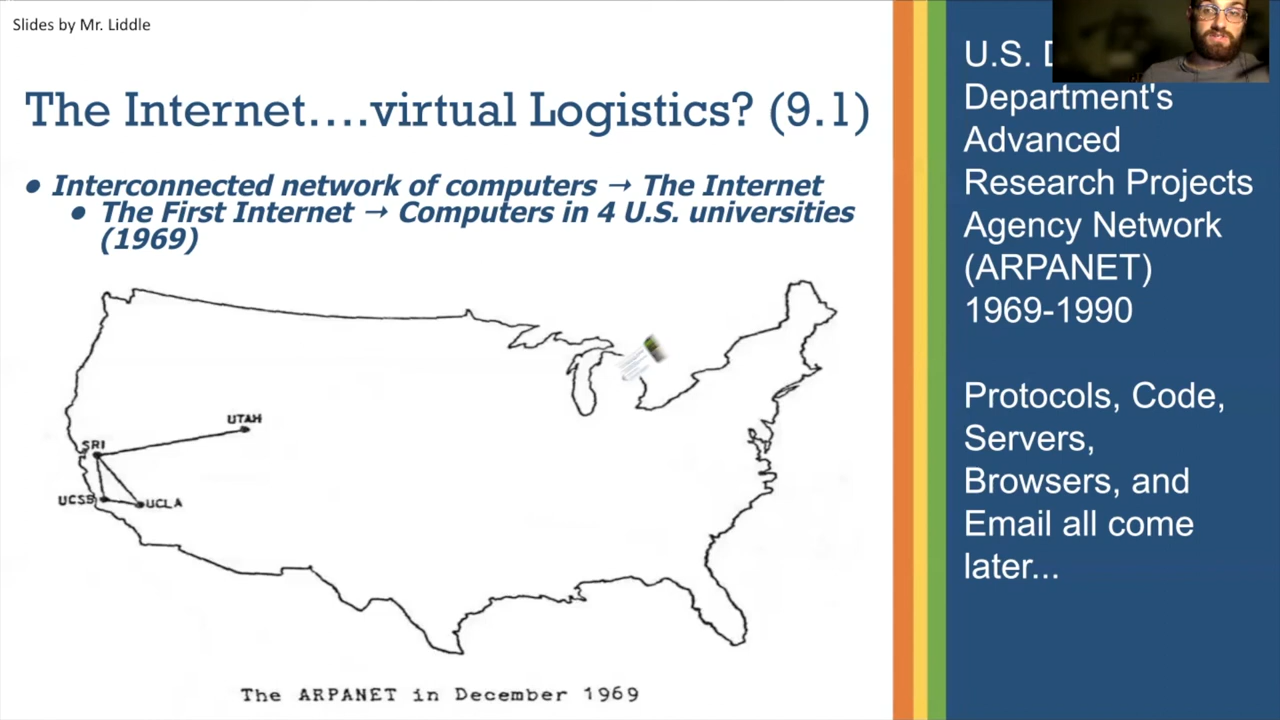 Slides by Mr. Liddle
The Internet....virtual Logistics? (9.1)
● Interconnected network of computers → The Internet
● The First Internet → Computers in 4 U.S. universities
(1969)
UTAH
SRI
UCSB
UCLA
The ARPANET in December 1969
U.S.
Department's
Advanced
Research Projects
Agency Network
(ARPANET)
1969-1990
Protocols, Code,
Servers,
Browsers, and
Email all come
later...